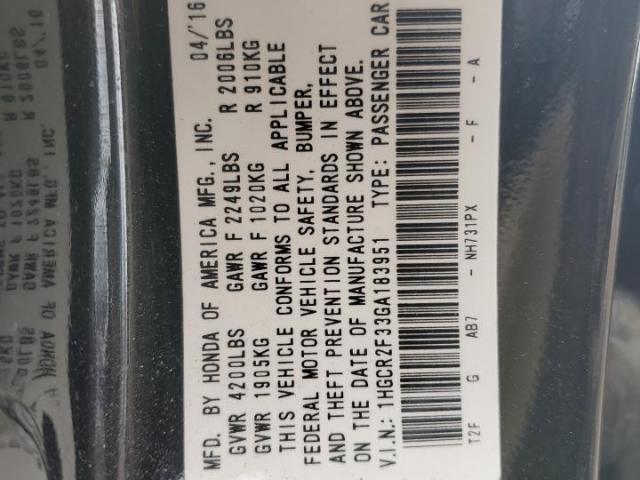 MFD. BY HONDA OF AMERICA MFG., INC. 04/'16
GVWR 4200LBS GAWR F 2249LBS R 2006LBS
GVWR 1905KG GAWR F 1020KG R 910KG
THIS VEHICLE CONFORMS TO ALL APPLICABLE
FEDERAL MOTOR VEHICLE SAFETY, BUMPER,
AND THEFT PREVENTION STANDARDS IN EFFECT
ON THE DATE OF MANUFACTURE SHOWN ABOVE.
V.I.N.: 1HGCR2F33GA183951 TYPE: PASSENGER CAR
T2F G AB7 - NH731PX - F - A